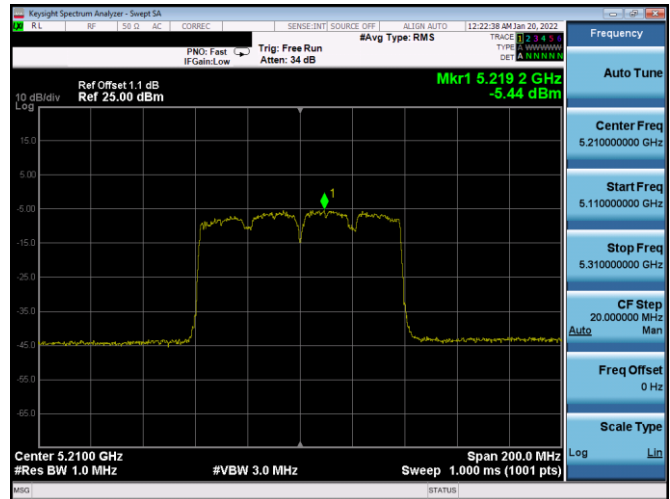 Keysight Spectrum Analyzer - Swept SA
RL RF 50 Ω AC CORREC SENSE:INT SOURCE OFF ALIGN AUTO 12:22:38 AM Jan 20, 2022
#Avg Type: RMS
TRACE 1 2 3 4 5 6
TYPE A WWWWW
DET A N N N N N
PNO: Fast
IFGain:Low
Trig: Free Run
Atten: 34 dB
Mkr1 5.219 2 GHz
-5.44 dBm
Ref Offset 1.1 dB
10 dB/div Ref 25.00 dBm
Log
15.0
5.00
-5.00
-15.0
-25.0
-35.0
-45.0
-55.0
-65.0
1
Center 5.2100 GHz Span 200.0 MHz
#Res BW 1.0 MHz #VBW 3.0 MHz Sweep 1.000 ms (1001 pts)
MSG STATUS
Frequency
Auto Tune
Center Freq
5.210000000 GHz
Start Freq
5.110000000 GHz
Stop Freq
5.310000000 GHz
CF Step
20.000000 MHz
Auto Man
Freq Offset
0 Hz
Scale Type
Log Lin